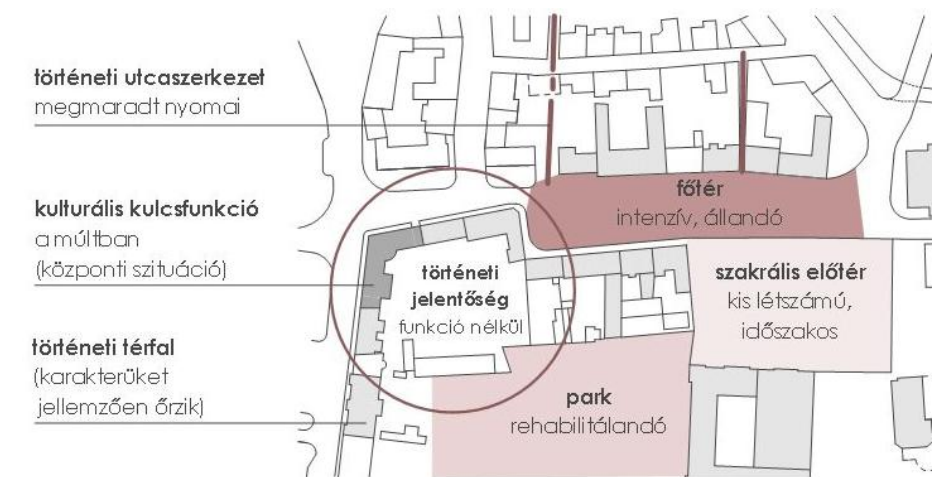 történeti utcaszerkezet
megmaradt nyomai
kulturális kulcsfunkció
a múltban
(központi szituáció)
történeti térfal
(karakterüket
jellemzően őrzik)
történeti
jelentőség
funkció nélkül
főtér
intenzív, állandó
szakrális előtér
kis létszámú,
időszakos
park
rehabilitálandó